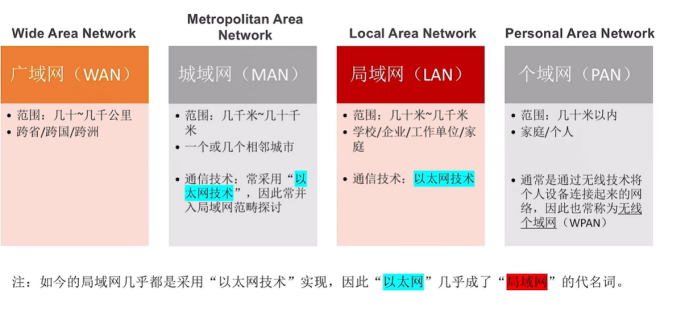 Wide Area Network
Metropolitan Area
Network
Local Area Network
Personal Area Network
广域网（WAN）
城域网（MAN）
局域网（LAN）
个域网（PAN）
• 范围：几十~几千公里
• 跨省/跨国/跨洲
• 范围：几千米~几十千
米
• 一个或几个相邻城市
• 通信技术：常采用“以
太网技术”，因此常并
入局域网范畴探讨
• 范围：几十米~几千米
• 学校/企业/工作单位/家
庭
• 通信技术：以太网技术
• 范围：几十米以内
• 家庭/个人
• 通常是通过无线技术将
个人设备连接起来的网
络，因此也常称为无线
个域网（WPAN）
注：如今的局域网几乎都是采用“以太网技术”实现，因此“以太网”几乎成了“局域网”的代名词。